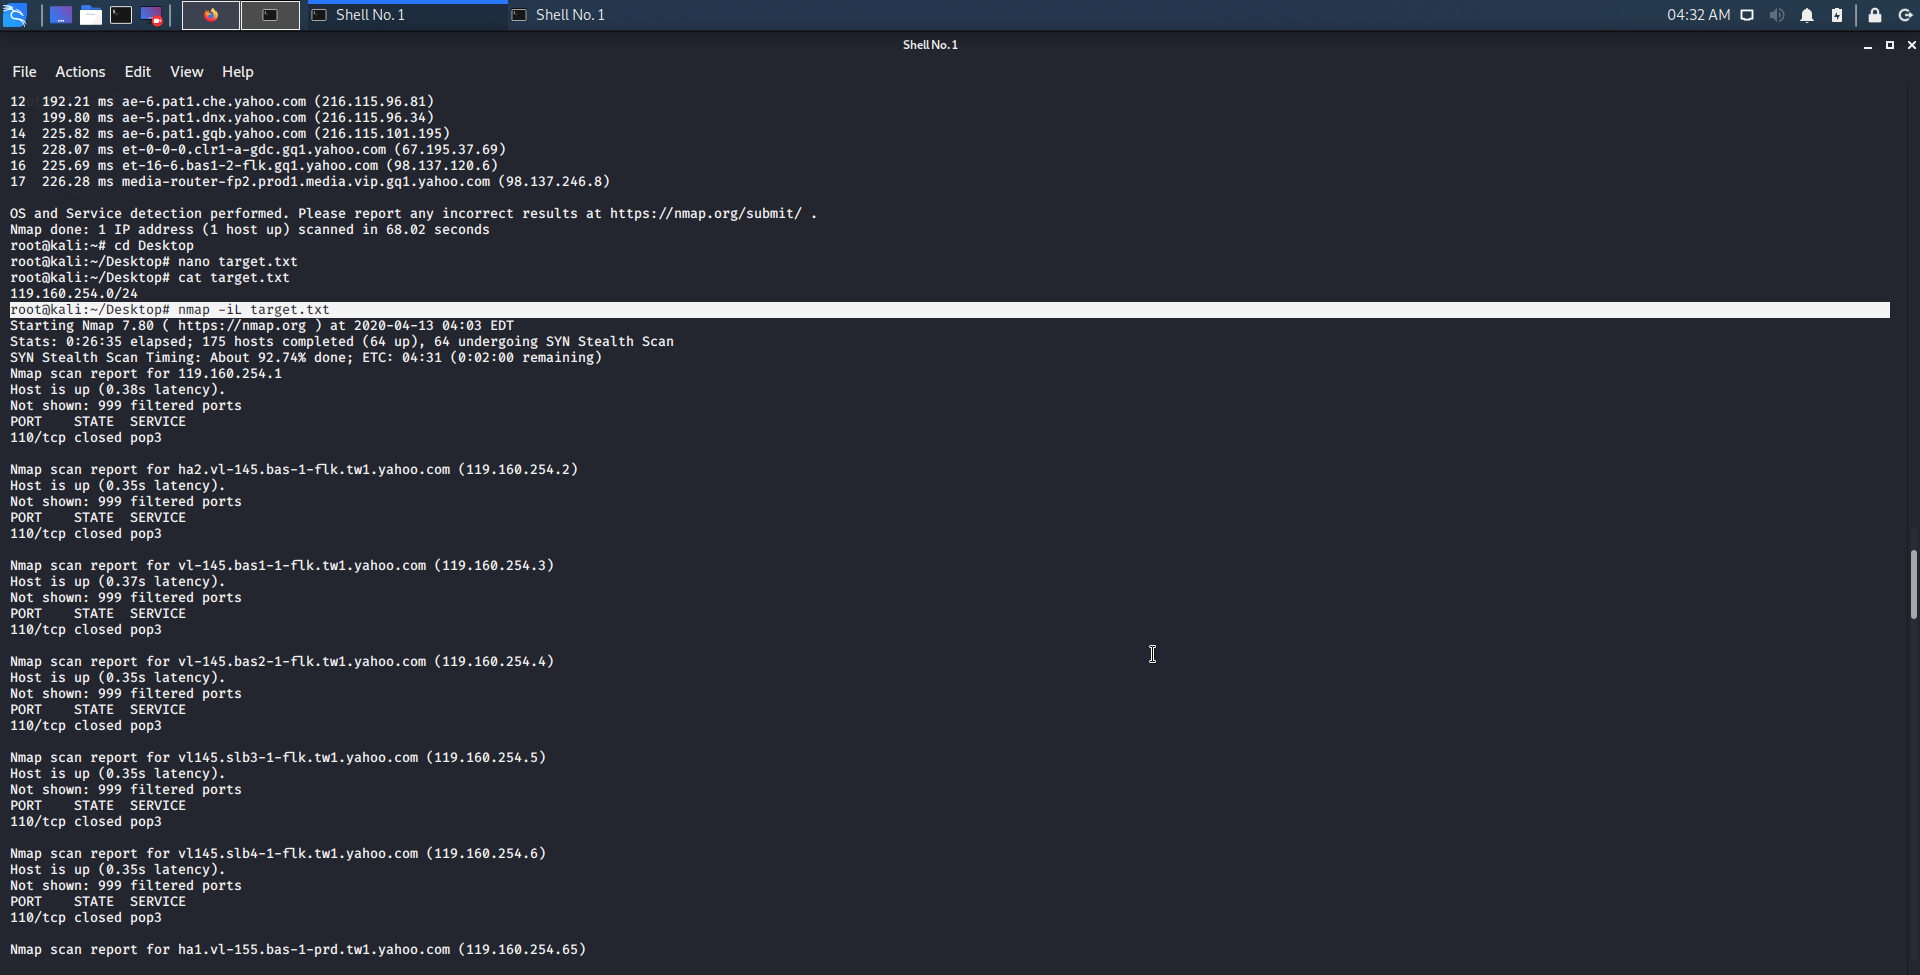 Shell No. 1
Shell No. 1
04:32 AM
Shell No. 1
File Actions Edit View Help
12  192.21 ms ae-6.pat1.che.yahoo.com (216.115.96.81)
13  199.80 ms ae-5.pat1.dnx.yahoo.com (216.115.96.34)
14  225.82 ms ae-6.pat1.gqb.yahoo.com (216.115.101.195)
15  228.07 ms et-0-0-0.clr1-a-gdc.gq1.yahoo.com (67.195.37.69)
16  225.69 ms et-16-6.bas1-2-flk.gq1.yahoo.com (98.137.120.6)
17  226.28 ms media-router-fp2.prod1.media.vip.gq1.yahoo.com (98.137.246.8)
OS and Service detection performed. Please report any incorrect results at https://nmap.org/submit/ .
Nmap done: 1 IP address (1 host up) scanned in 68.02 seconds
root@kali:~# cd Desktop
root@kali:~/Desktop# nano target.txt
root@kali:~/Desktop# cat target.txt
119.160.254.0/24
root@kali:~/Desktop# nmap -iL target.txt
Starting Nmap 7.80 ( https://nmap.org ) at 2020-04-13 04:03 EDT
Stats: 0:26:35 elapsed; 175 hosts completed (64 up), 64 undergoing SYN Stealth Scan
SYN Stealth Scan Timing: About 92.74% done; ETC: 04:31 (0:02:00 remaining)
Nmap scan report for 119.160.254.1
Host is up (0.38s latency).
Not shown: 999 filtered ports
PORT    STATE  SERVICE
110/tcp closed pop3
Nmap scan report for ha2.vl-145.bas-1-flk.tw1.yahoo.com (119.160.254.2)
Host is up (0.35s latency).
Not shown: 999 filtered ports
PORT    STATE  SERVICE
110/tcp closed pop3
Nmap scan report for vl-145.bas1-1-flk.tw1.yahoo.com (119.160.254.3)
Host is up (0.37s latency).
Not shown: 999 filtered ports
PORT    STATE  SERVICE
110/tcp closed pop3
Nmap scan report for vl-145.bas2-1-flk.tw1.yahoo.com (119.160.254.4)
Host is up (0.35s latency).
Not shown: 999 filtered ports
PORT    STATE  SERVICE
110/tcp closed pop3
Nmap scan report for vl145.slb3-1-flk.tw1.yahoo.com (119.160.254.5)
Host is up (0.35s latency).
Not shown: 999 filtered ports
PORT    STATE  SERVICE
110/tcp closed pop3
Nmap scan report for vl145.slb4-1-flk.tw1.yahoo.com (119.160.254.6)
Host is up (0.35s latency).
Not shown: 999 filtered ports
PORT    STATE  SERVICE
110/tcp closed pop3
Nmap scan report for ha1.vl-155.bas-1-prd.tw1.yahoo.com (119.160.254.65)